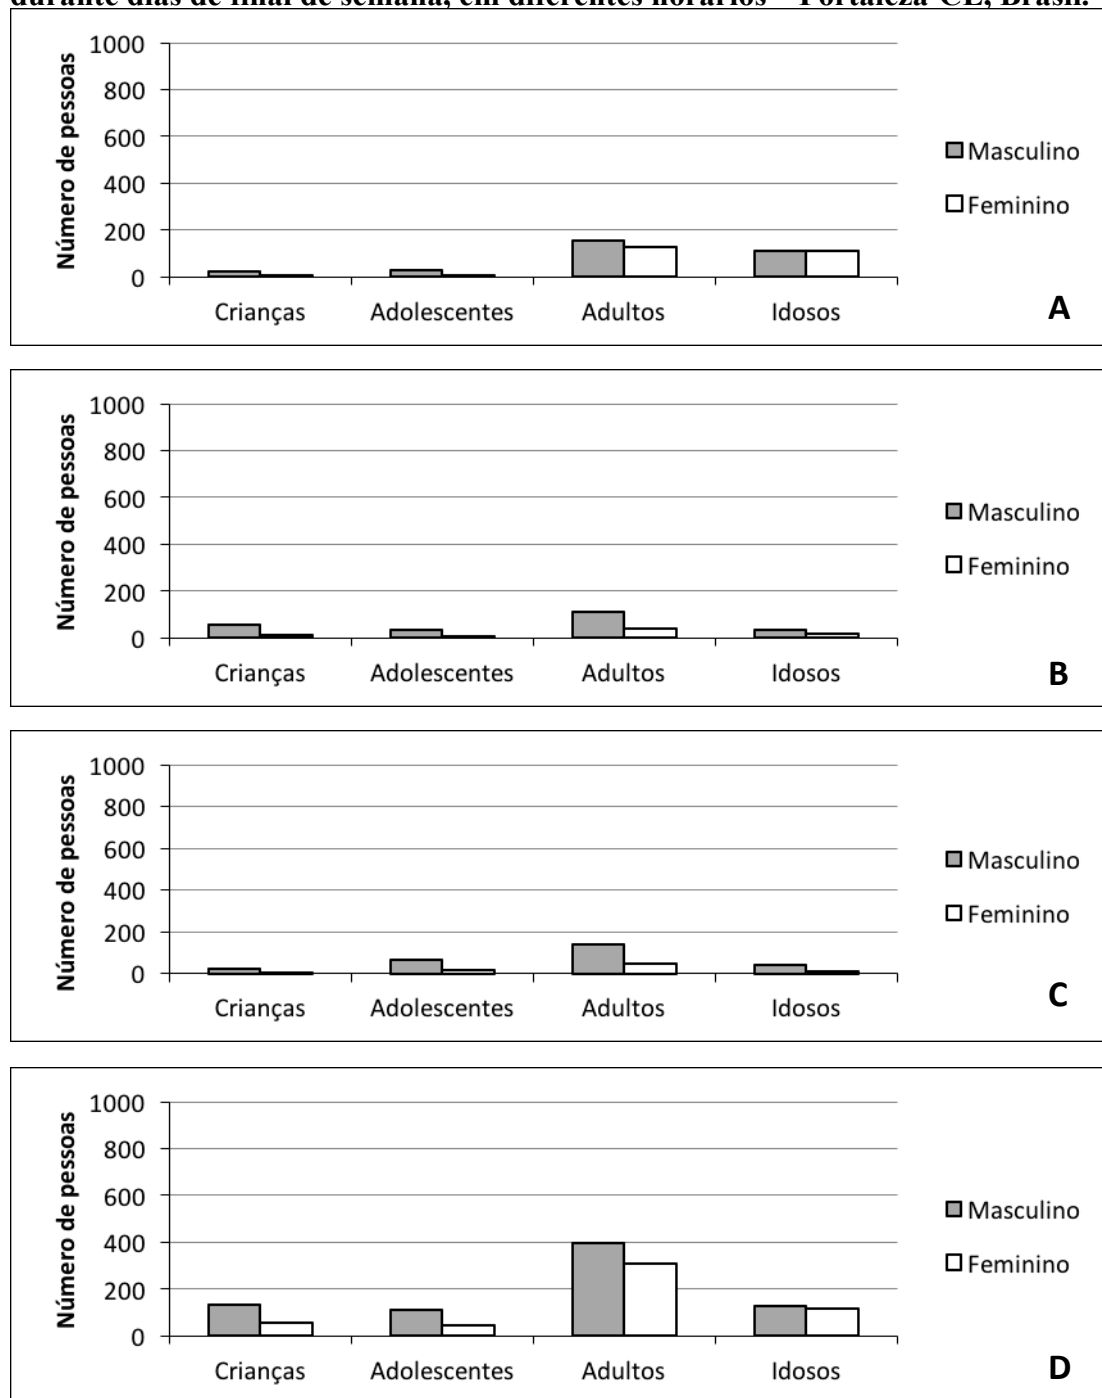 durante dias de final de semana, em diferentes horários – Fortaleza-CE, Brasil.
Número de pessoas
1000
800
600
400
200
0
Crianças Adolescentes Adultos Idosos
Masculino
Feminino
A
Número de pessoas
1000
800
600
400
200
0
Crianças Adolescentes Adultos Idosos
Masculino
Feminino
B
Número de pessoas
1000
800
600
400
200
0
Crianças Adolescentes Adultos Idosos
Masculino
Feminino
C
Número de pessoas
1000
800
600
400
200
0
Crianças Adolescentes Adultos Idosos
Masculino
Feminino
D